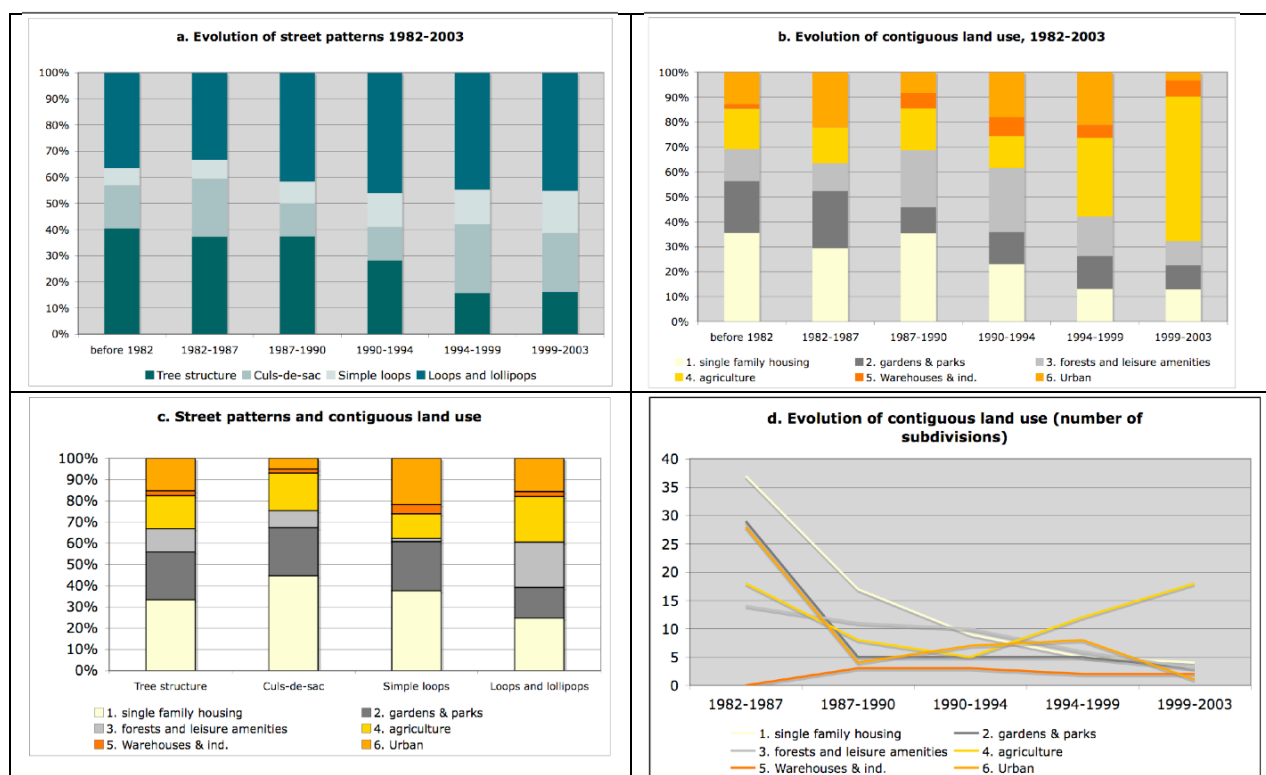 a. Evolution of street patterns 1982-2003
100%
90%
80%
70%
60%
50%
40%
30%
20%
10%
0%
before 1982 1982-1987 1987-1990 1990-1994 1994-1999 1999-2003
Tree structure Culs-de-sac Simple loops Loops and lollipops
b. Evolution of contiguous land use, 1982-2003
100%
90%
80%
70%
60%
50%
40%
30%
20%
10%
0%
before 1982 1982-1987 1987-1990 1990-1994 1994-1999 1999-2003
1. single family housing 2. gardens & parks 3. forests and leisure amenities
4. agriculture 5. Warehouses & ind. 6. Urban
c. Street patterns and contiguous land use
100%
90%
80%
70%
60%
50%
40%
30%
20%
10%
0%
Tree structure Culs-de-sac Simple loops Loops and lollipops
1. single family housing 2. gardens & parks
3. forests and leisure amenities 4. agriculture
5. Warehouses & ind. 6. Urban
d. Evolution of contiguous land use (number of
subdivisions)
40
35
30
25
20
15
10
5
0
1982-1987 1987-1990 1990-1994 1994-1999 1999-2003
1. single family housing 2. gardens & parks
3. forests and leisure amenities 4. agriculture
5. Warehouses & ind. 6. Urban